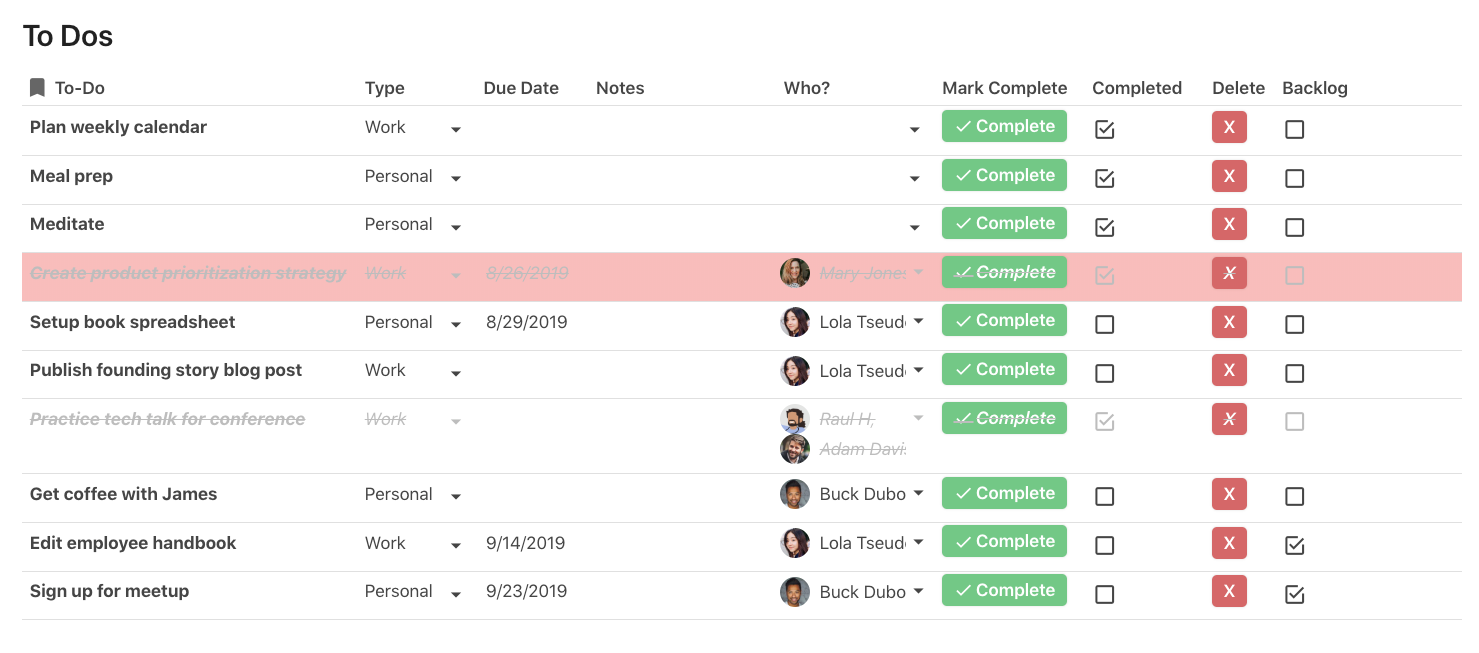 To Dos
To-Do Type Due Date Notes Who? Mark Complete Completed Delete Backlog
Plan weekly calendar Work Complete X
Meal prep Personal Complete X
Meditate Personal Complete X
Create product prioritization strategy Work 8/26/2019 Mary Jones Complete X
Setup book spreadsheet Personal 8/29/2019 Lola Tseud Complete X
Publish founding story blog post Work Lola Tseud Complete X
Practice tech talk for conference Work Raul H, Complete X
Adam Davi
Get coffee with James Personal Buck Dubo Complete X
Edit employee handbook Work 9/14/2019 Lola Tseud Complete X
Sign up for meetup Personal 9/23/2019 Buck Dubo Complete X